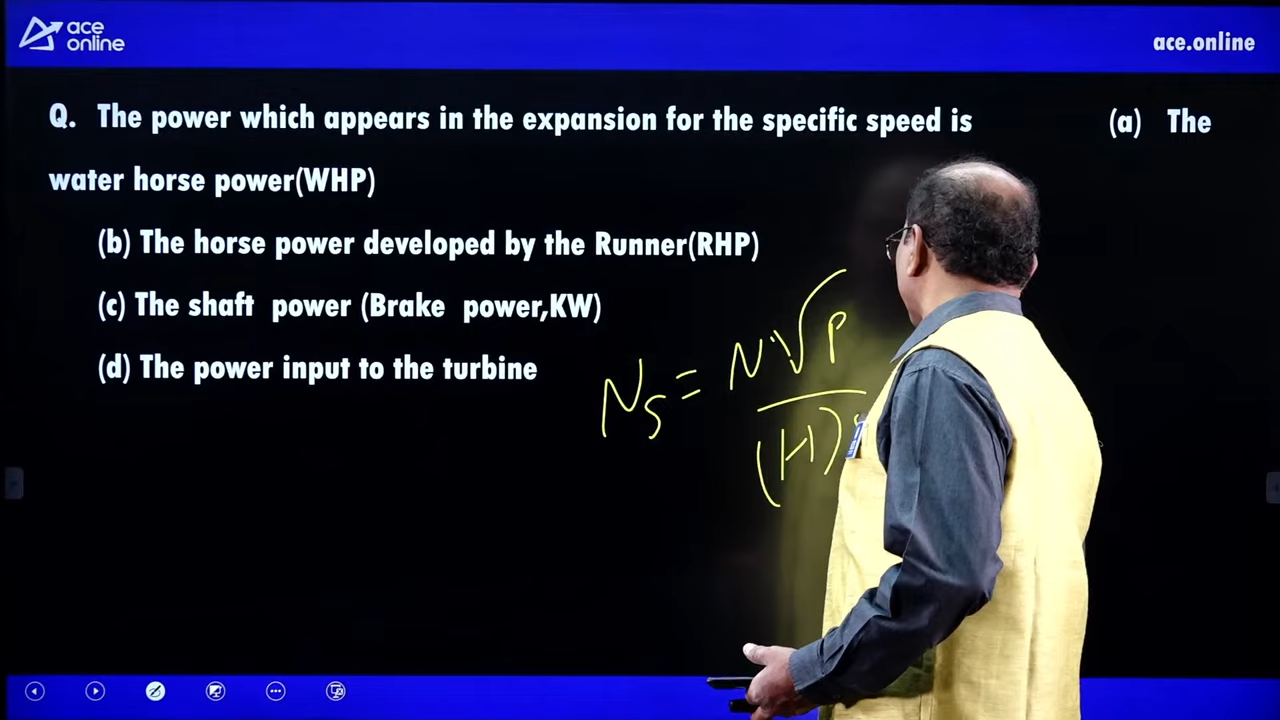 ace
online
ace.online
Q. The power which appears in the expansion for the specific speed is (a) The
water horse power(WHP)
(b) The horse power developed by the Runner(RHP)
(c) The shaft power (Brake power,KW)
(d) The power input to the turbine
Ns = N√P
(H)